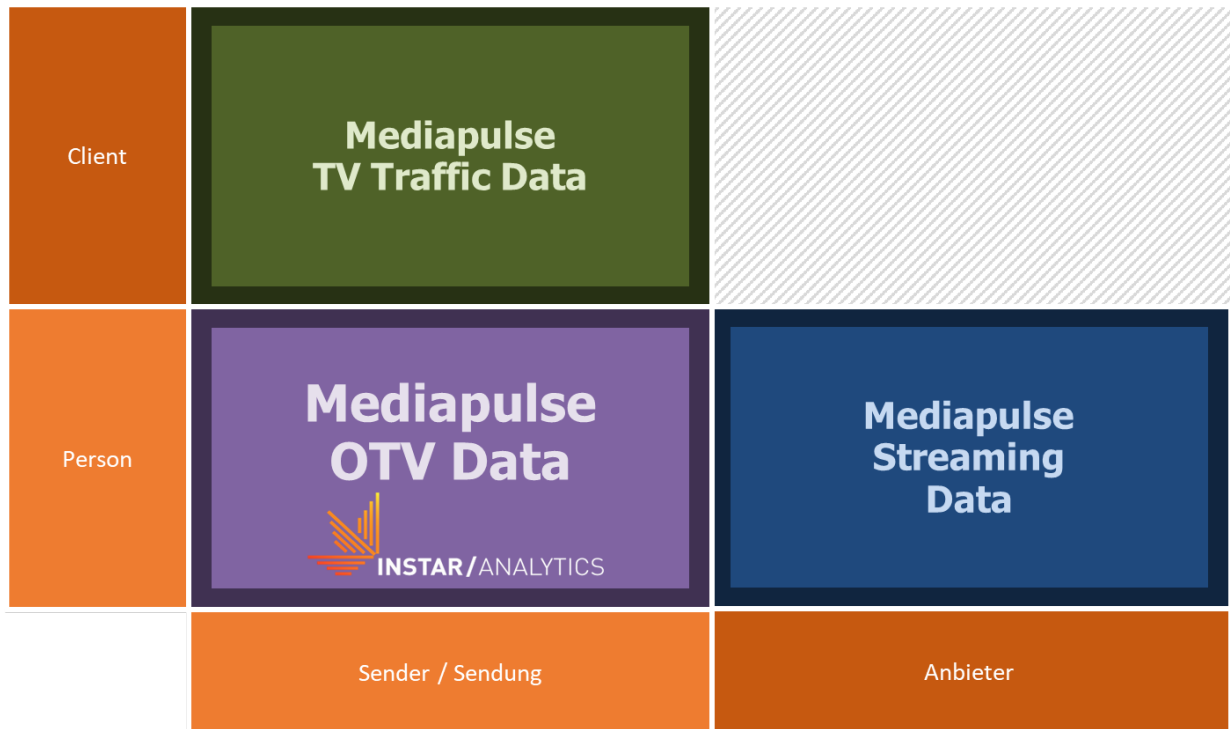 Client
Mediapulse
TV Traffic Data
Person
Mediapulse
OTV Data
INSTAR/ANALYTICS
Mediapulse
Streaming
Data
Sender / Sendung
Anbieter